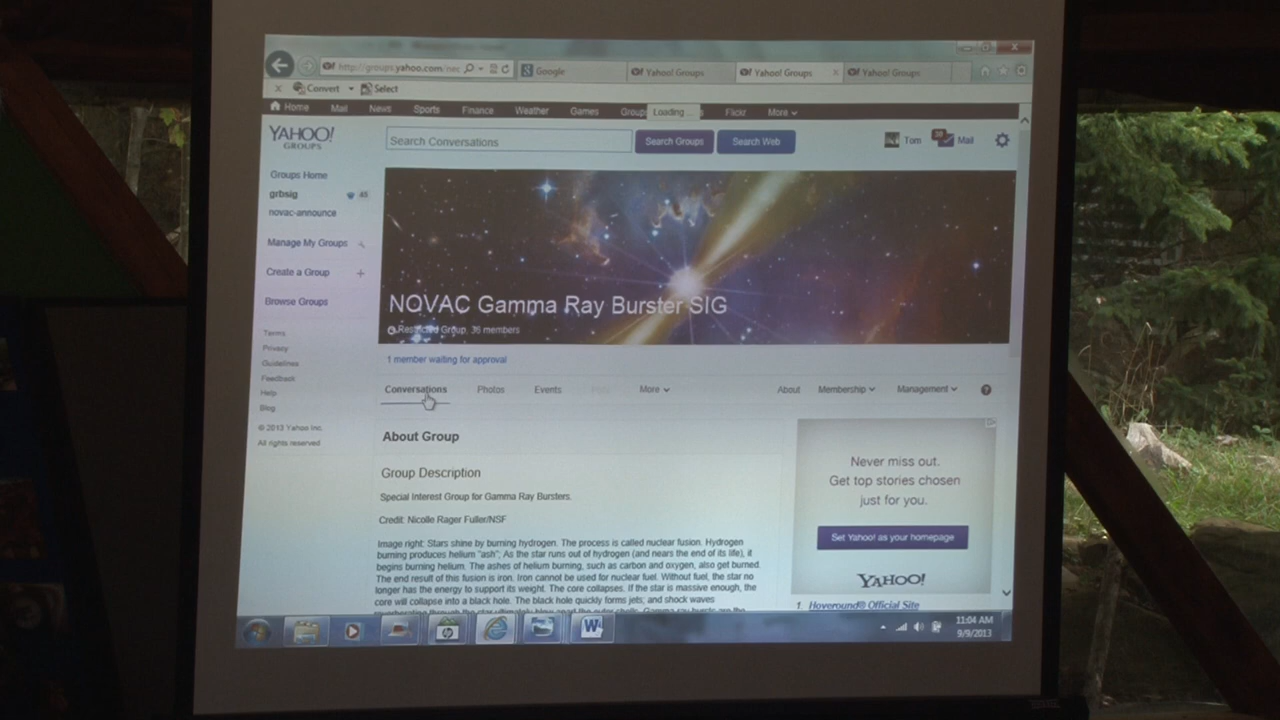 http://groups.yahoo.com/
Google
Yahoo! Groups
Yahoo! Groups
Yahoo! Groups
Convert
Select
Home Mail News Sports Finance Weather Games Groups Loading ... Flickr More
YAHOO!
GROUPS
Search Conversations
Search Groups
Search Web
Tom
Mail
Groups Home
grbsig 45
novac-announce
Manage My Groups
Create a Group +
Browse Groups
Terms
Privacy
Guidelines
Feedback
Help
Blog
© 2013 Yahoo Inc.
All rights reserved
NOVAC Gamma Ray Burster SIG
Restricted Group, 36 members
1 member waiting for approval
Conversations Photos Events More About Membership Management ?
About Group
Group Description
Special Interest Group for Gamma Ray Bursters.
Credit: Nicolle Rager Fuller/NSF
Image right: Stars shine by burning hydrogen. The process is called nuclear fusion. Hydrogen
burning produces helium "ash"; As the star runs out of hydrogen (and nears the end of its life), it
begins burning helium. The ashes of helium burning, such as carbon and oxygen, also get burned.
The end result of this fusion is iron. Iron cannot be used for nuclear fuel. Without fuel, the star no
longer has the energy to support its weight. The core collapses. If the star is massive enough, the
core will collapse into a black hole. The black hole quickly forms jets; and shock waves
Never miss out.
Get top stories chosen
just for you.
Set Yahoo! as your homepage
YAHOO!
1. Hoveround® Official Site
11:04 AM
9/9/2013